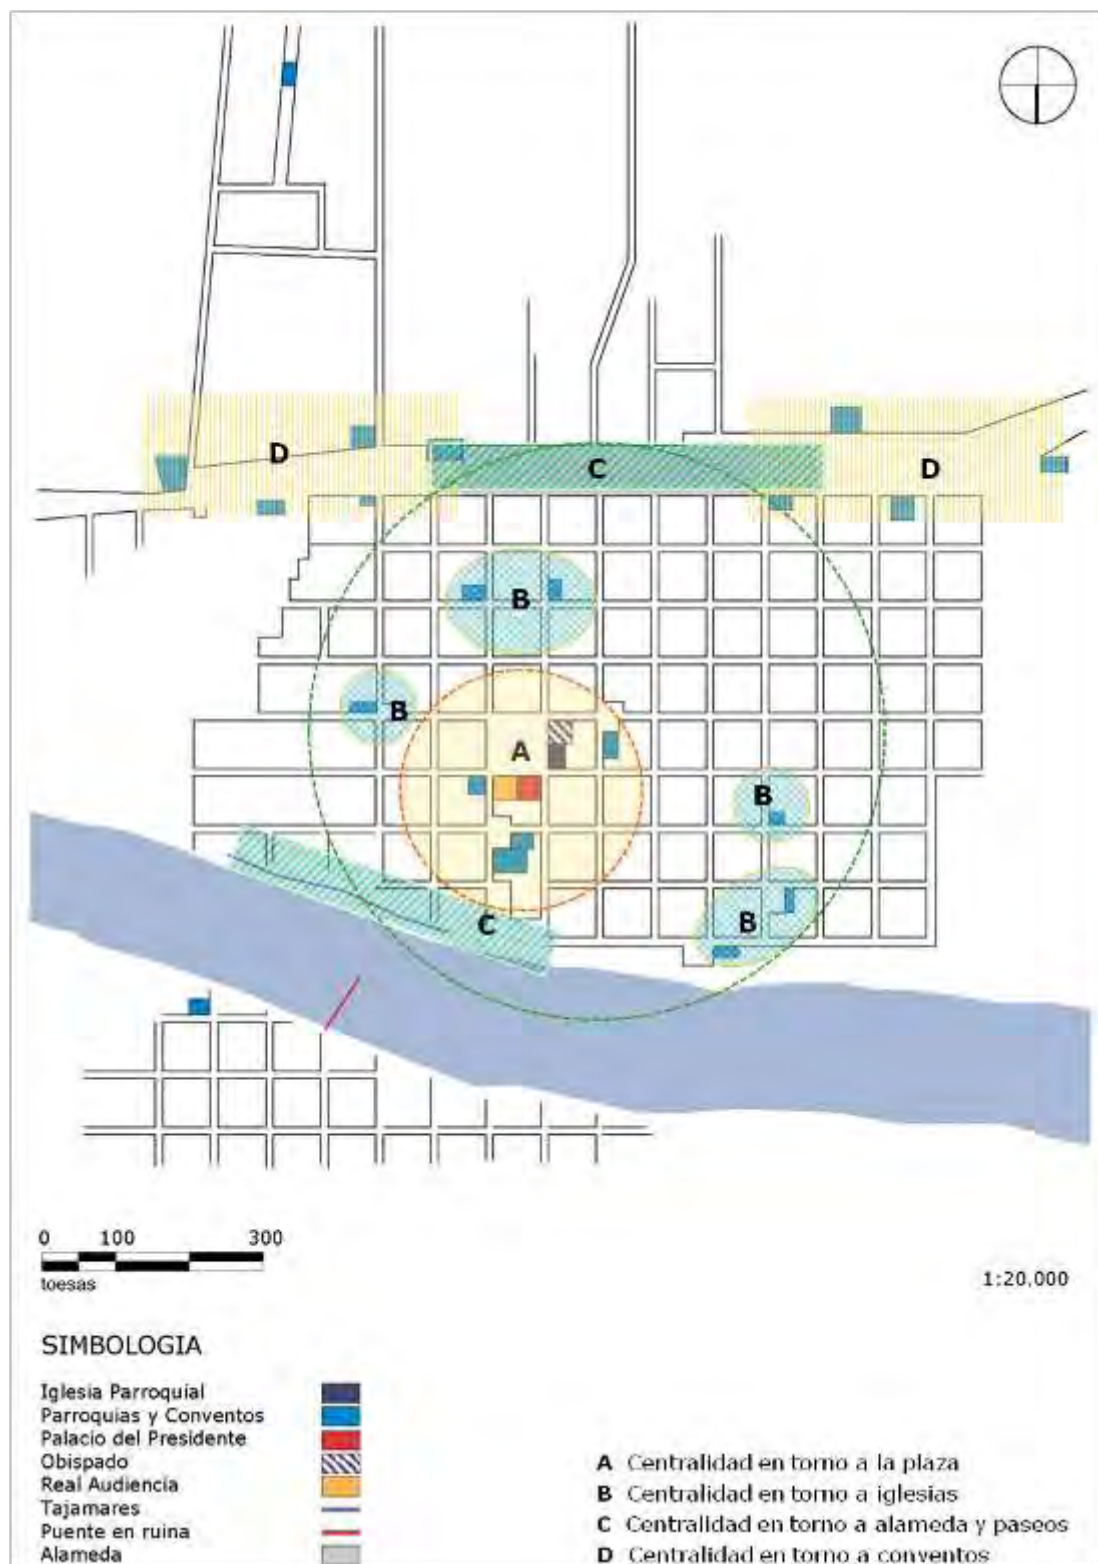 D
C
D
B
B
A
B
C
B
0 100 300
toesas
1:20.000
SIMBOLOGIA
Iglesia Parroquial
Parroquias y Conventos
Palacio del Presidente
Obispado
Real Audiencia
Tajamares
Puente en ruina
Alameda
A Centralidad en torno a la plaza
B Centralidad en torno a iglesias
C Centralidad en torno a alameda y paseos
D Centralidad en torno a conventos